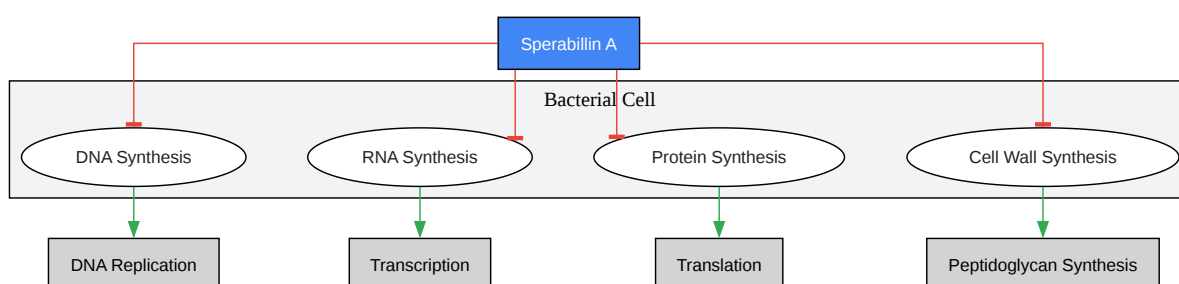 Sperabillin A
Bacterial Cell
DNA Synthesis
RNA Synthesis
Protein Synthesis
Cell Wall Synthesis
DNA Replication
Transcription
Translation
Peptidoglycan Synthesis